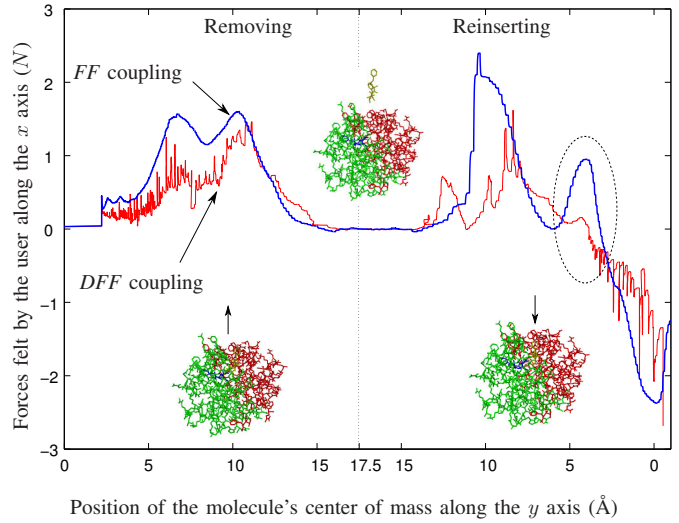 Removing
Reinserting
FF coupling
DFF coupling
Forces felt by the user along the x axis (N)
3
2
1
0
−1
−2
−3
0 5 10 15 17.5 15 10 5 0
Position of the molecule's center of mass along the y axis (Å)